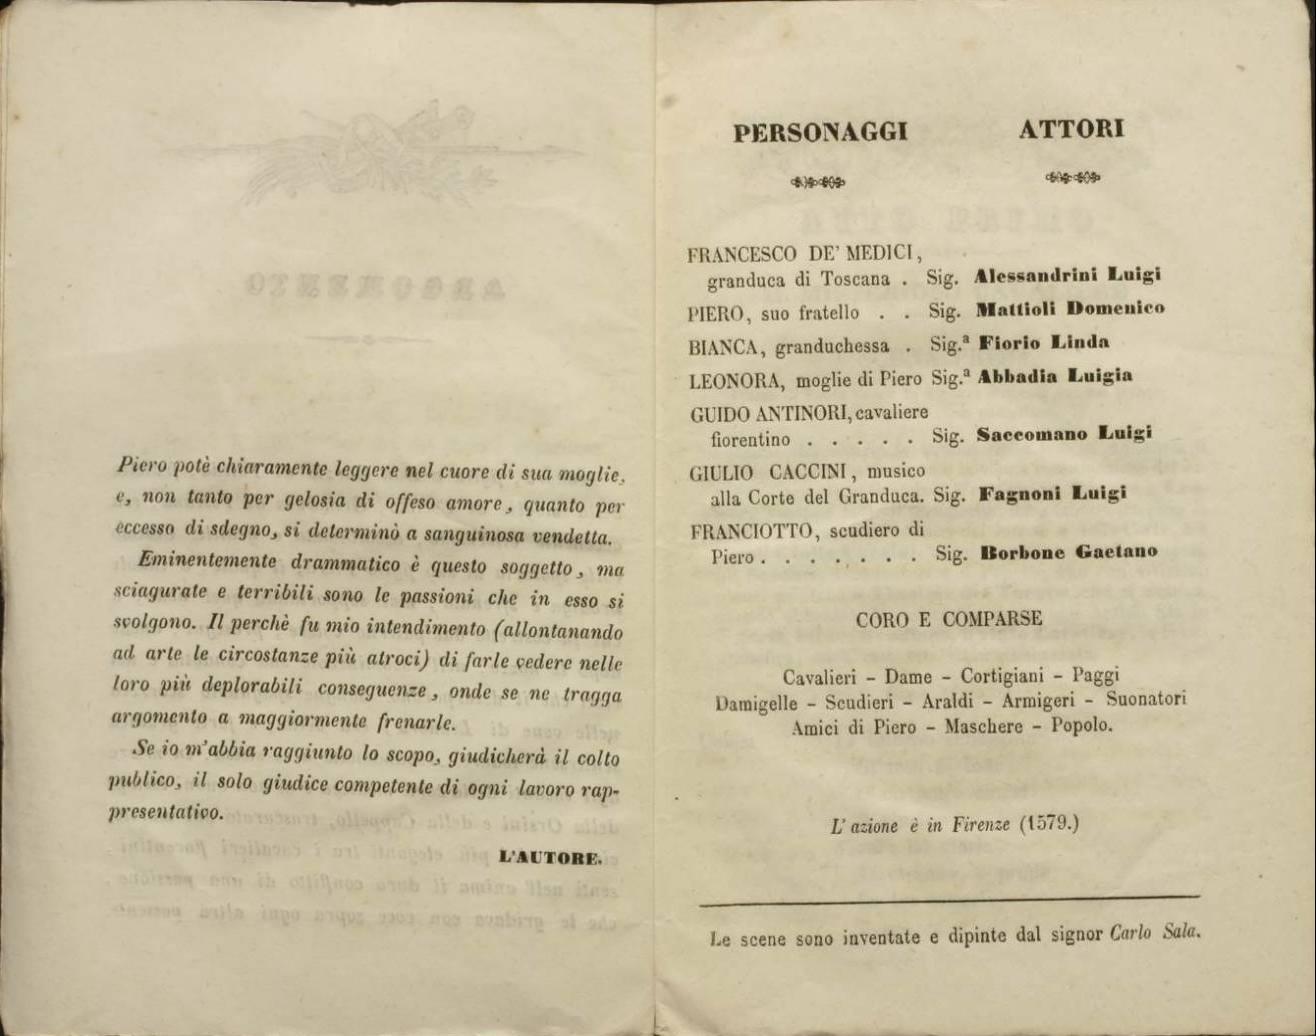 Piero potè chiaramente leggere nel cuore di sua moglie,
e, non tanto per gelosia di offeso amore, quanto per
eccesso di sdegno, si determinò a sanguinosa vendetta.
Eminentemente drammatico è questo soggetto, ma
sciagurate e terribili sono le passioni che in esso si
svolgono. Il perchè fu mio intendimento (allontanando
ad arte le circostanze più atroci) di farle vedere nelle
loro più deplorabili conseguenze, onde se ne tragga
argomento a maggiormente frenarle.
Se io m'abbia raggiunto lo scopo, giudicherà il colto
publico, il solo giudice competente di ogni lavoro rap-
presentativo.
L'AUTORE.
PERSONAGGI ATTORI
FRANCESCO DE' MEDICI,
granduca di Toscana . Sig. Alessandrini Luigi
PIERO, suo fratello . . Sig. Mattioli Domenico
BIANCA, granduchessa . Sig.ª Fiorio Linda
LEONORA, moglie di Piero Sig.ª Abbadia Luigia
GUIDO ANTINORI, cavaliere
fiorentino . . . . . Sig. Saccomano Luigi
GIULIO CACCINI, musico
alla Corte del Granduca. Sig. Fagnoni Luigi
FRANCIOTTO, scudiero di
Piero . . . . . . . Sig. Borbone Gaetano
CORO E COMPARSE
Cavalieri - Dame - Cortigiani - Paggi
Damigelle - Scudieri - Araldi - Armigeri - Suonatori
Amici di Piero - Maschere - Popolo.
L'azione è in Firenze (1579.)
Le scene sono inventate e dipinte dal signor Carlo Sala.